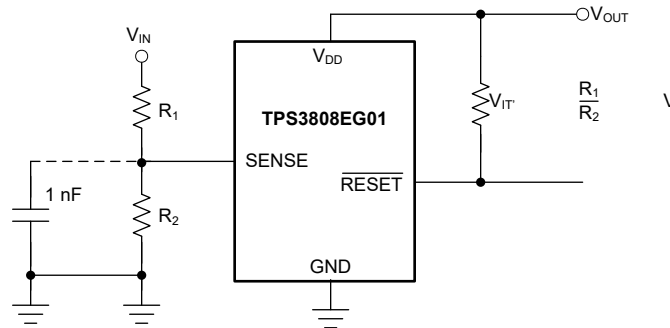 V_OUT
V_IN
V_DD
R_1
TPS3808EG01
V_IT'
R_1
R_2
V
SENSE
RESET
1 nF
R_2
GND